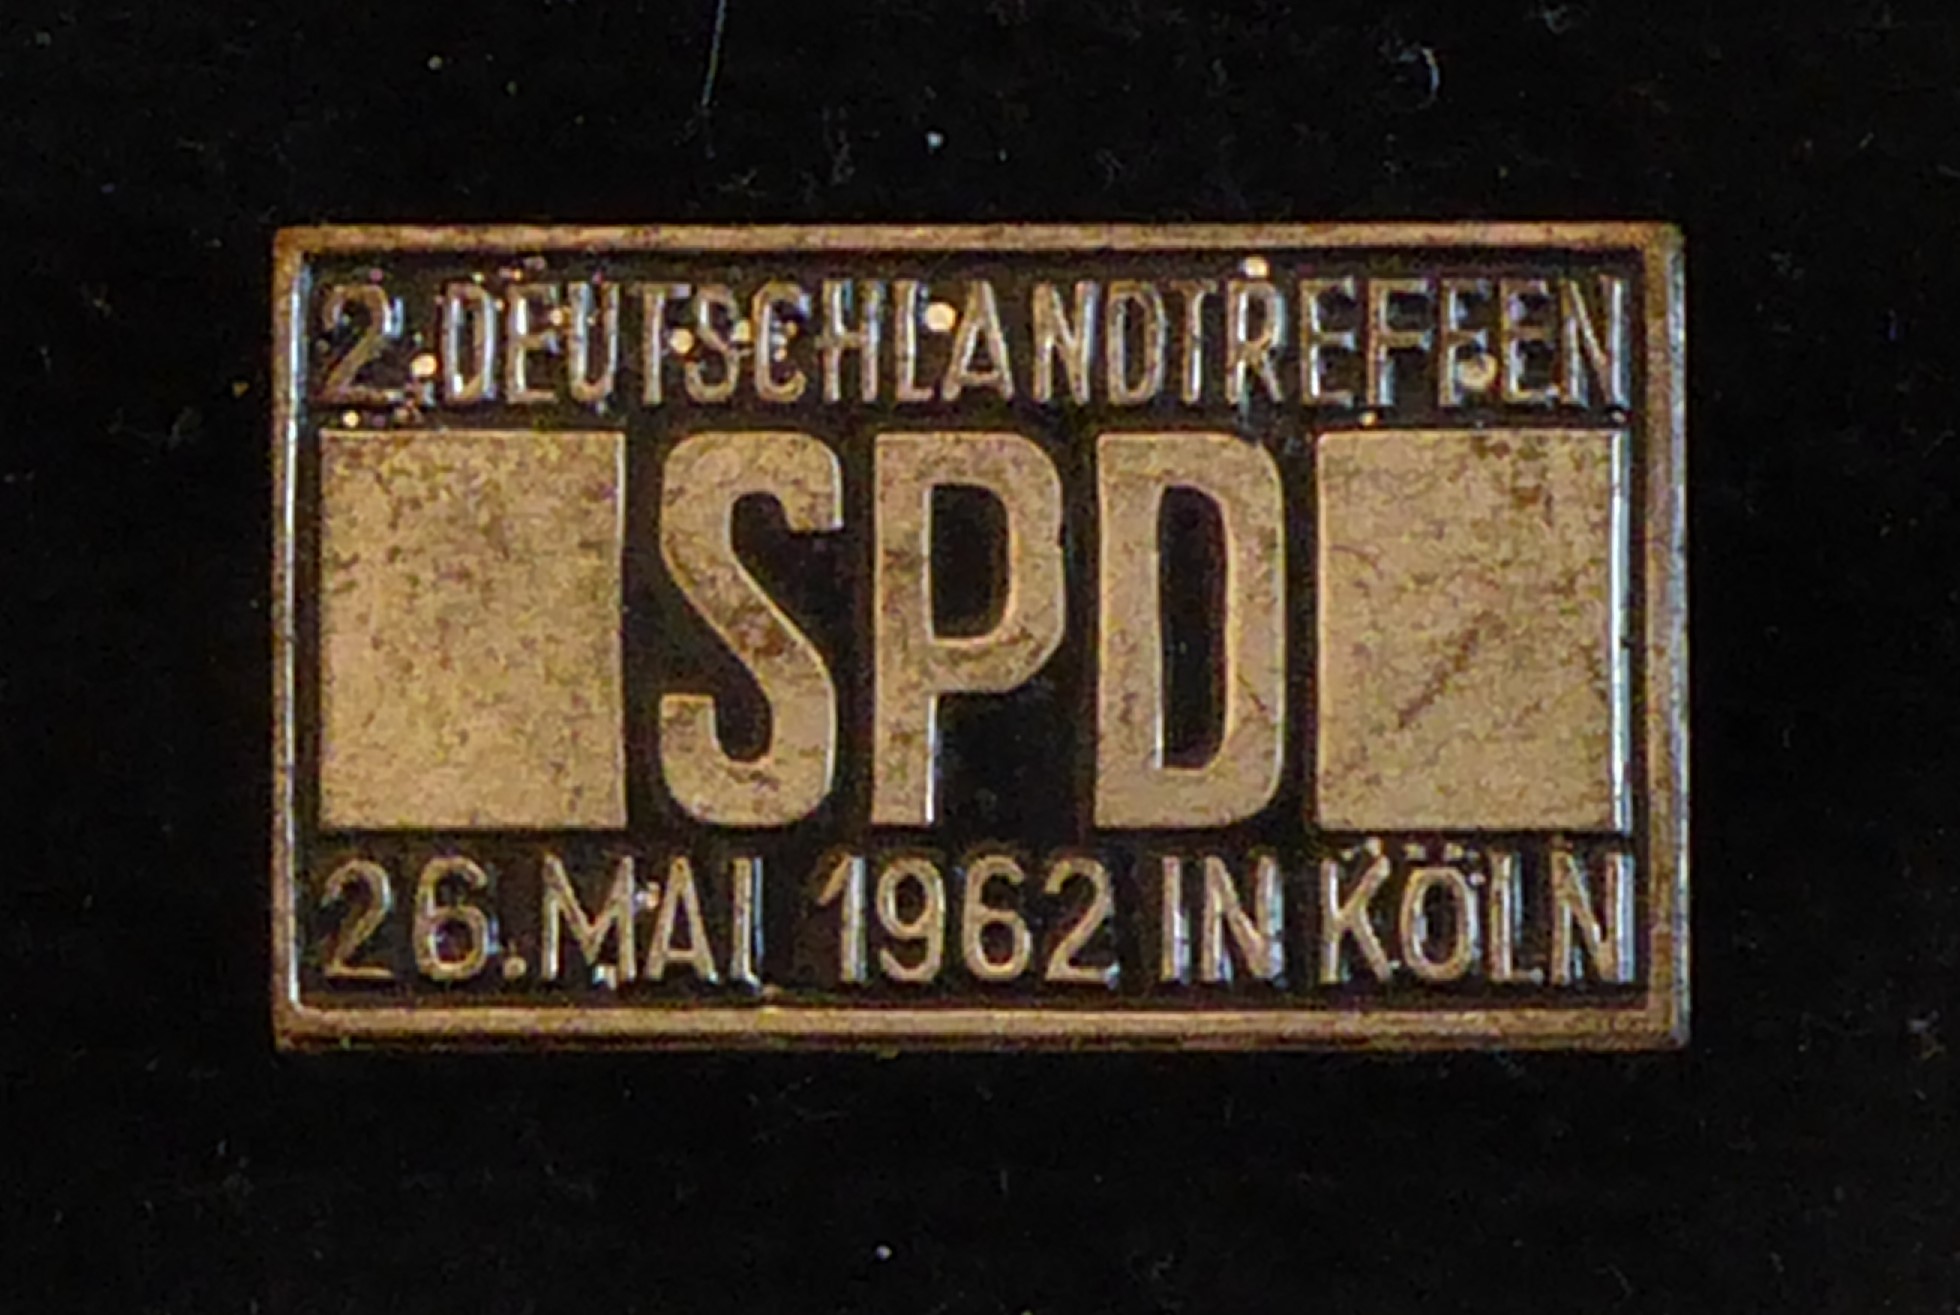 2. DEUTSCHLANDTREFFEN
SPD
26. MAI 1962 IN KÖLN